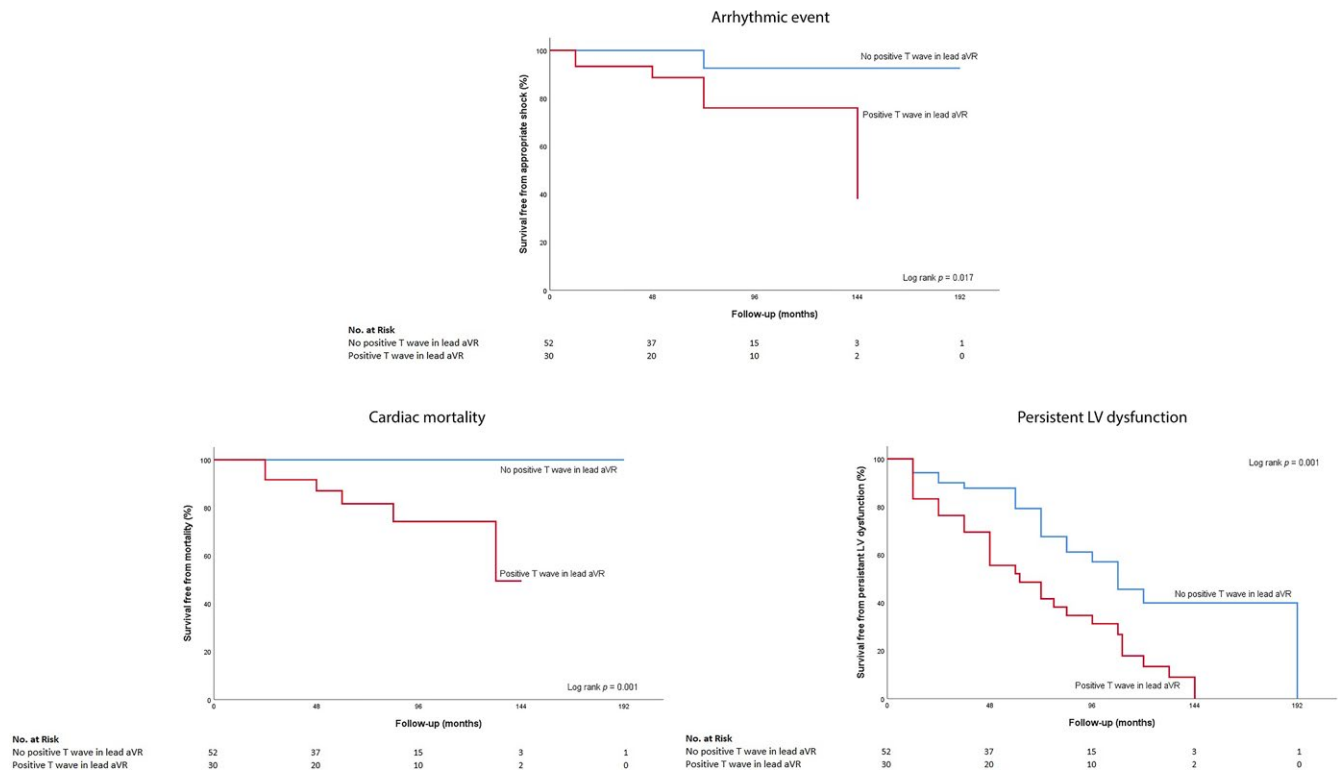 Arrhythmic event
Survival free from appropriate shock (%)
100
80
60
40
20
0
No positive T wave in lead aVR
Positive T wave in lead aVR
Log rank p = 0.017
0 48 96 144 192
Follow-up (months)
No. at Risk
No positive T wave in lead aVR 52 37 15 3 1
Positive T wave in lead aVR 30 20 10 2 0
Cardiac mortality
Survival free from mortality (%)
100
80
60
40
20
0
No positive T wave in lead aVR
Positive T wave in lead aVR
Log rank p = 0.001
0 48 96 144 192
Follow-up (months)
No. at Risk
No positive T wave in lead aVR 52 37 15 3 1
Positive T wave in lead aVR 30 20 10 2 0
Persistent LV dysfunction
Survival free from persistant LV dysfunction (%)
100
80
60
40
20
0
Log rank p = 0.001
No positive T wave in lead aVR
Positive T wave in lead aVR
0 48 96 144 192
Follow-up (months)
No. at Risk
No positive T wave in lead aVR 52 37 15 3 1
Positive T wave in lead aVR 30 20 10 2 0